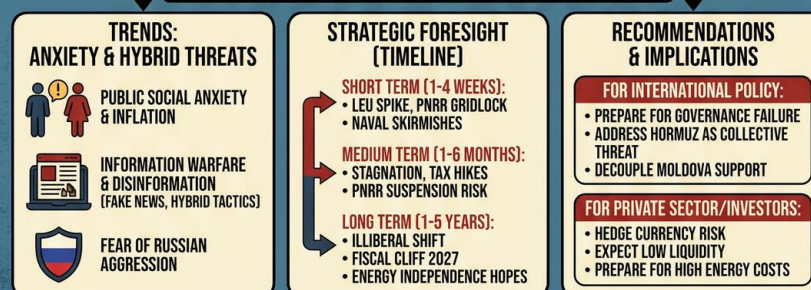 TRENDS:
ANXIETY & HYBRID THREATS
PUBLIC SOCIAL ANXIETY
& INFLATION
INFORMATION WARFARE
& DISINFORMATION
(FAKE NEWS, HYBRID TACTICS)
FEAR OF RUSSIAN
AGGRESSION
STRATEGIC FORESIGHT
(TIMELINE)
SHORT TERM (1-4 WEEKS):
• LEU SPIKE, PNRR GRIDLOCK
• NAVAL SKIRMISHES
MEDIUM TERM (1-6 MONTHS):
• STAGNATION, TAX HIKES
• PNRR SUSPENSION RISK
LONG TERM (1-5 YEARS):
• ILLIBERAL SHIFT
• FISCAL CLIFF 2027
• ENERGY INDEPENDENCE HOPES
RECOMMENDATIONS
& IMPLICATIONS
FOR INTERNATIONAL POLICY:
• PREPARE FOR GOVERNANCE FAILURE
• ADDRESS HORMUZ AS COLLECTIVE
THREAT
• DECOUPLE MOLDOVA SUPPORT
FOR PRIVATE SECTOR/INVESTORS:
• HEDGE CURRENCY RISK
• EXPECT LOW LIQUIDITY
• PREPARE FOR HIGH ENERGY COSTS